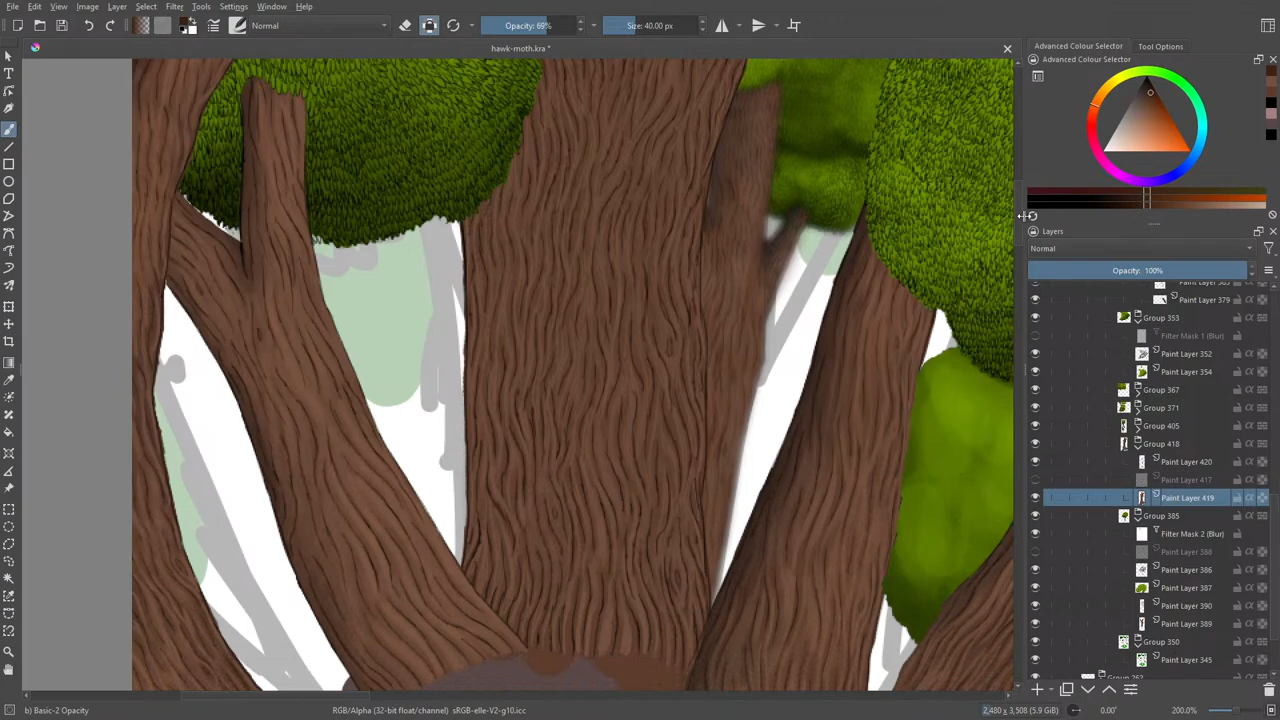 File Edit View Image Layer Select Filter Tools Settings Window Help
Normal Opacity: 69% Size: 40.00 px
hawk-moth.kra *
Advanced Colour Selector Tool Options
Advanced Colour Selector
Layers
Normal
Opacity: 100%
Paint Layer 379
Group 353
Filter Mask 1 (Blur)
Paint Layer 352
Paint Layer 354
Group 367
Group 371
Group 405
Group 418
Paint Layer 420
Paint Layer 417
Paint Layer 419
Group 385
Filter Mask 2 (Blur)
Paint Layer 388
Paint Layer 386
Paint Layer 387
Paint Layer 390
Paint Layer 389
Group 350
Paint Layer 345
b) Basic-2 Opacity RGB/Alpha (32-bit float/channel) sRGB-elle-V2-g10.icc 2,480 x 3,508 (5.9 GiB) 0.00° 200.0%